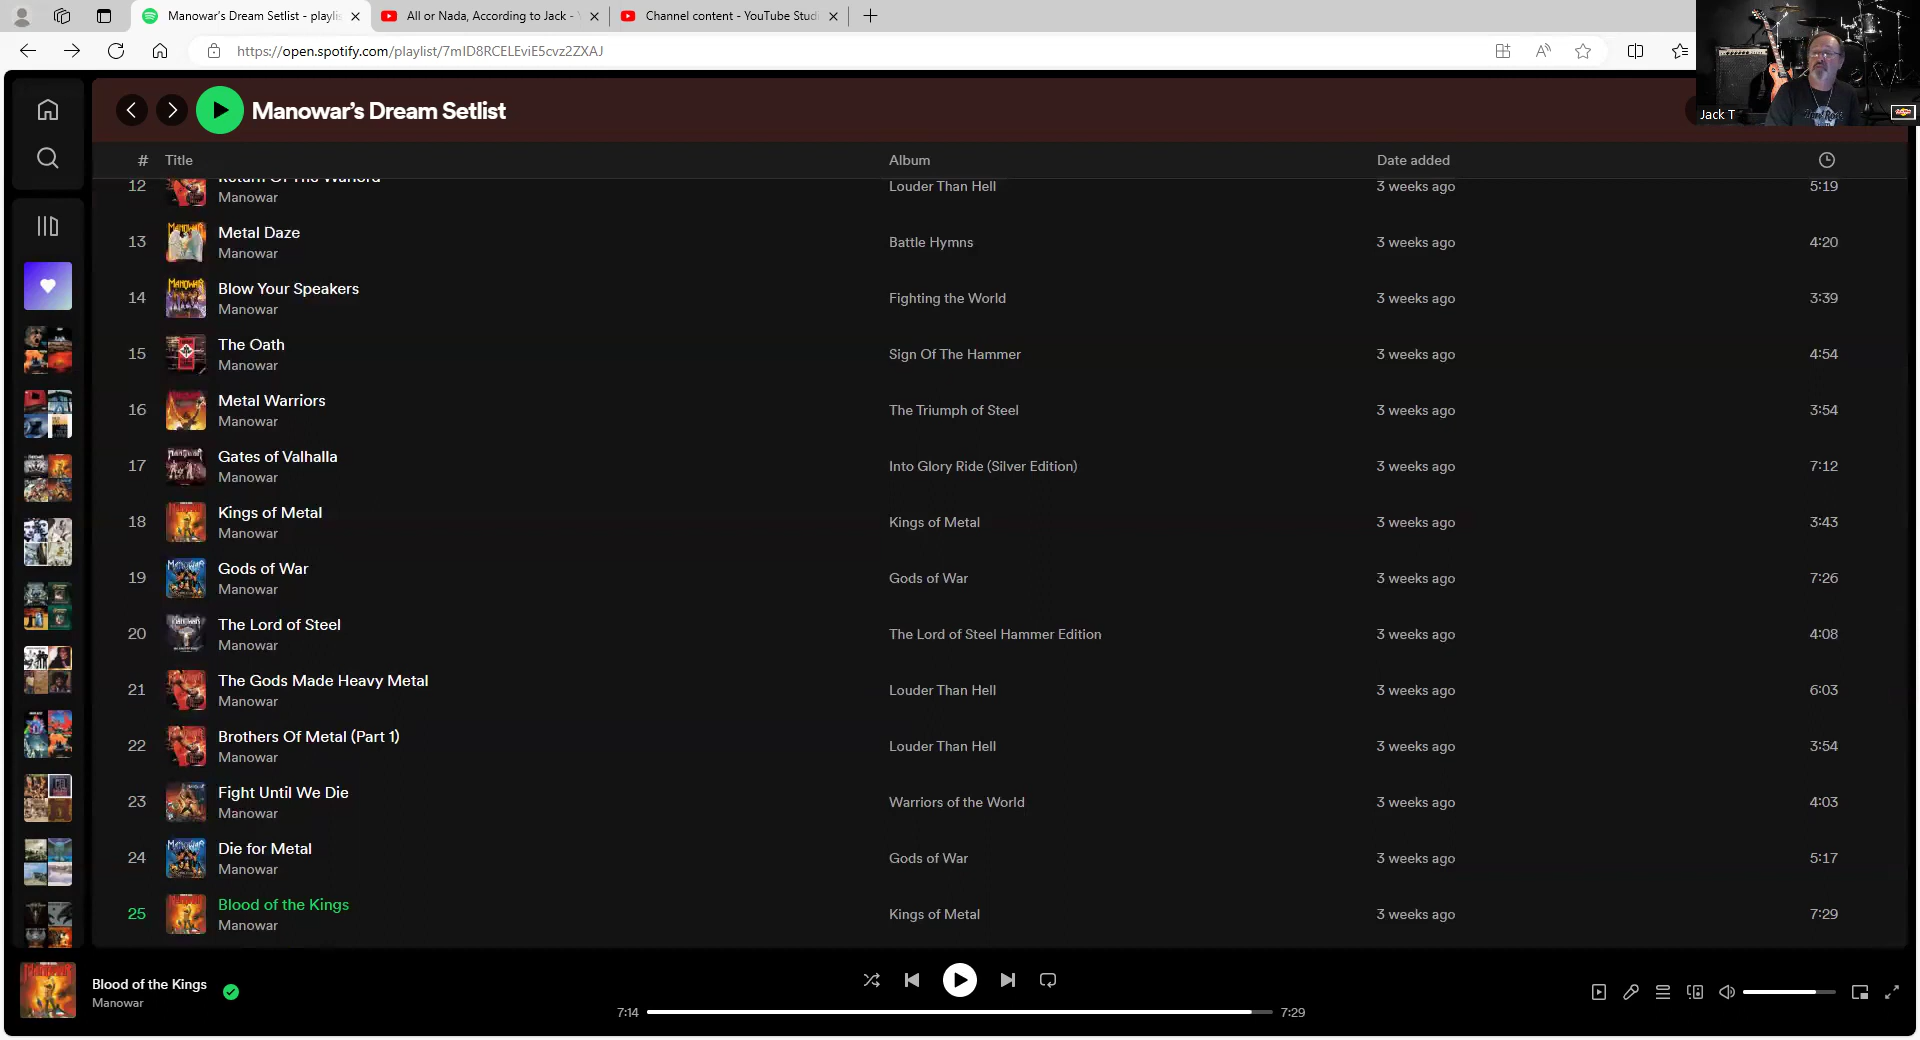 Manowar's Dream Setlist - playli
All or Nada, According to Jack -
Channel content - YouTube Studi
https://open.spotify.com/playlist/7mID8RCELEviE5cvz2ZXAJ
Jack T
Manowar's Dream Setlist
# Title Album Date added
12 Return Of The Warlord Louder Than Hell 3 weeks ago 5:19
Manowar
13 Metal Daze Battle Hymns 3 weeks ago 4:20
Manowar
14 Blow Your Speakers Fighting the World 3 weeks ago 3:39
Manowar
15 The Oath Sign Of The Hammer 3 weeks ago 4:54
Manowar
16 Metal Warriors The Triumph of Steel 3 weeks ago 3:54
Manowar
17 Gates of Valhalla Into Glory Ride (Silver Edition) 3 weeks ago 7:12
Manowar
18 Kings of Metal Kings of Metal 3 weeks ago 3:43
Manowar
19 Gods of War Gods of War 3 weeks ago 7:26
Manowar
20 The Lord of Steel The Lord of Steel Hammer Edition 3 weeks ago 4:08
Manowar
21 The Gods Made Heavy Metal Louder Than Hell 3 weeks ago 6:03
Manowar
22 Brothers Of Metal (Part 1) Louder Than Hell 3 weeks ago 3:54
Manowar
23 Fight Until We Die Warriors of the World 3 weeks ago 4:03
Manowar
24 Die for Metal Gods of War 3 weeks ago 5:17
Manowar
25 Blood of the Kings Kings of Metal 3 weeks ago 7:29
Manowar
Blood of the Kings
Manowar
7:14 7:29